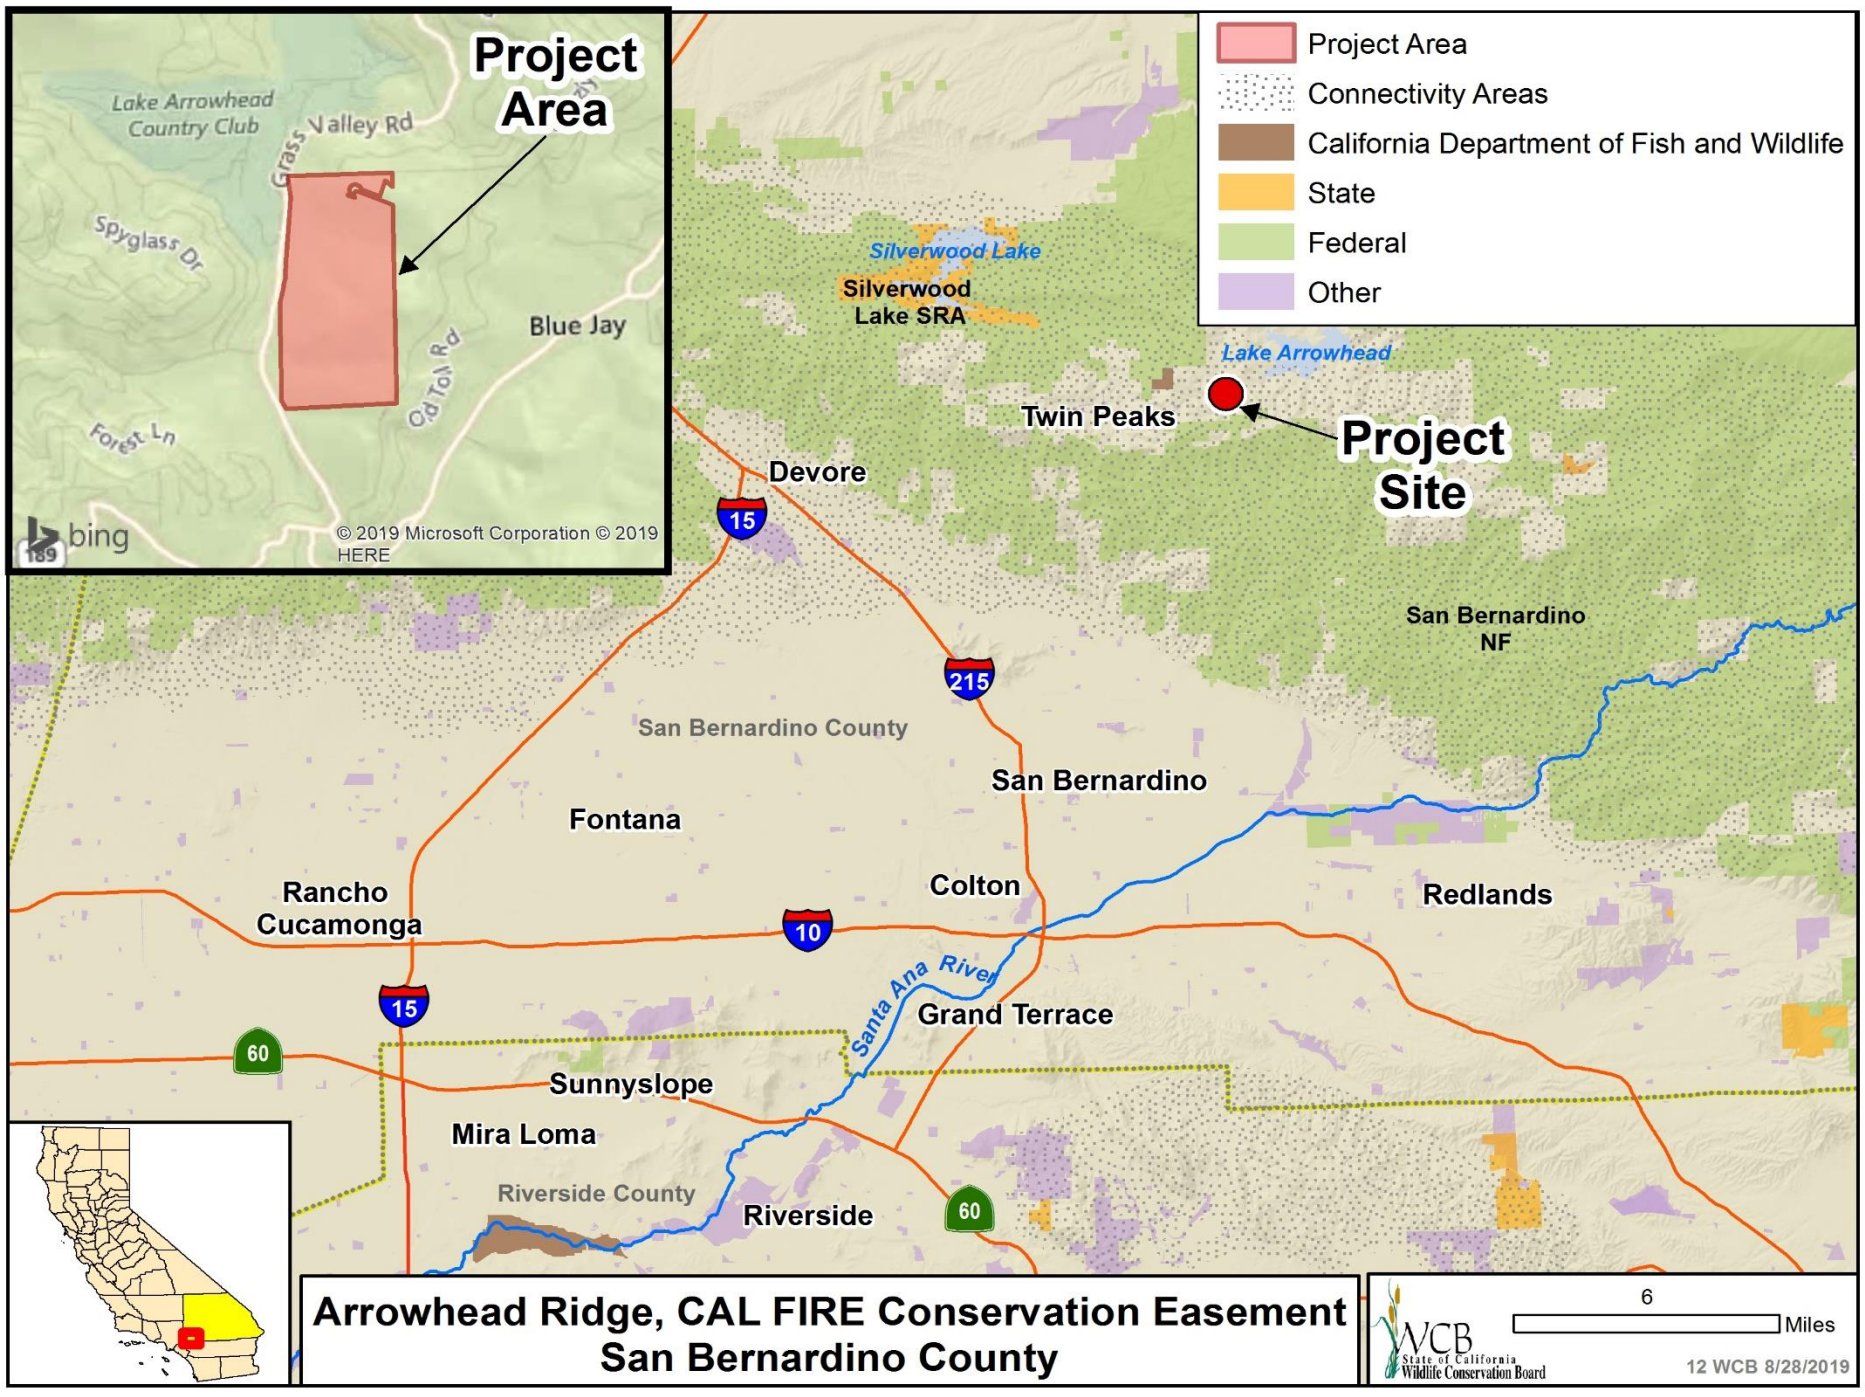 Project
Area
Lake Arrowhead
Country Club
Grass Valley Rd
Spyglass Dr
Blue Jay
Old Toll Rd
Forest Ln
bing
189
© 2019 Microsoft Corporation © 2019
HERE
Project Area
Connectivity Areas
California Department of Fish and Wildlife
State
Federal
Other
Silverwood Lake
Silverwood
Lake SRA
Lake Arrowhead
Twin Peaks
Project
Site
Devore
15
San Bernardino
NF
215
San Bernardino County
San Bernardino
Fontana
Colton
Rancho
Cucamonga
Redlands
10
Santa Ana River
15
Grand Terrace
60
Sunnyslope
Mira Loma
Riverside County
Riverside
60
Arrowhead Ridge, CAL FIRE Conservation Easement
San Bernardino County
WCB
State of California
Wildlife Conservation Board
6
Miles
12 WCB 8/28/2019